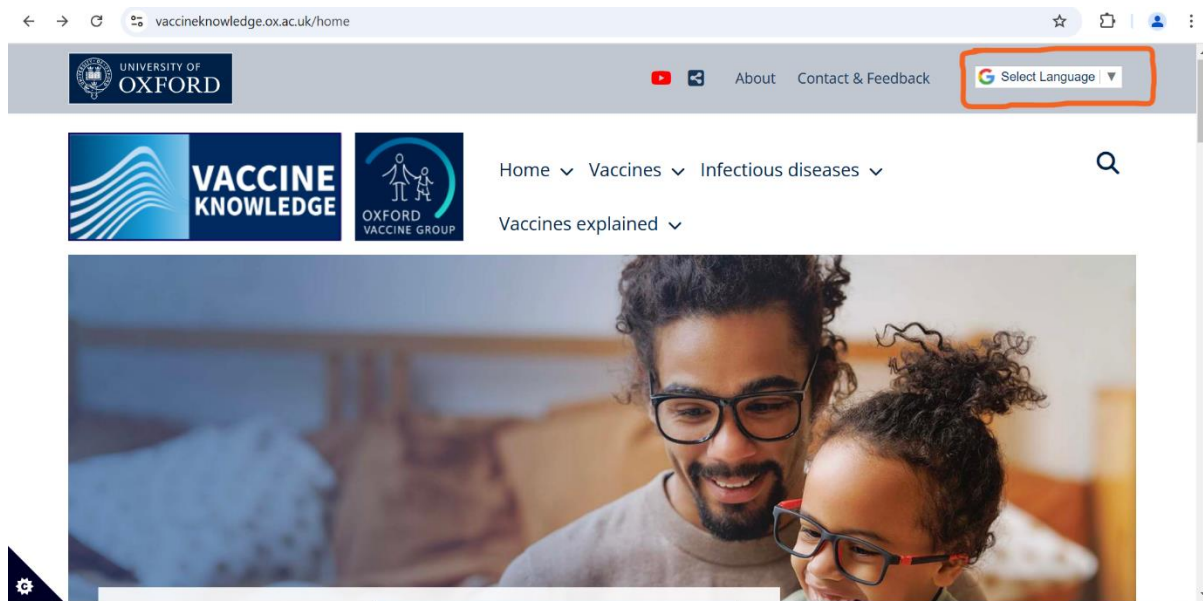 vaccineknowledge.ox.ac.uk/home
UNIVERSITY OF
OXFORD
About Contact & Feedback
Select Language
VACCINE
KNOWLEDGE
OXFORD
VACCINE GROUP
Home Vaccines Infectious diseases
Vaccines explained